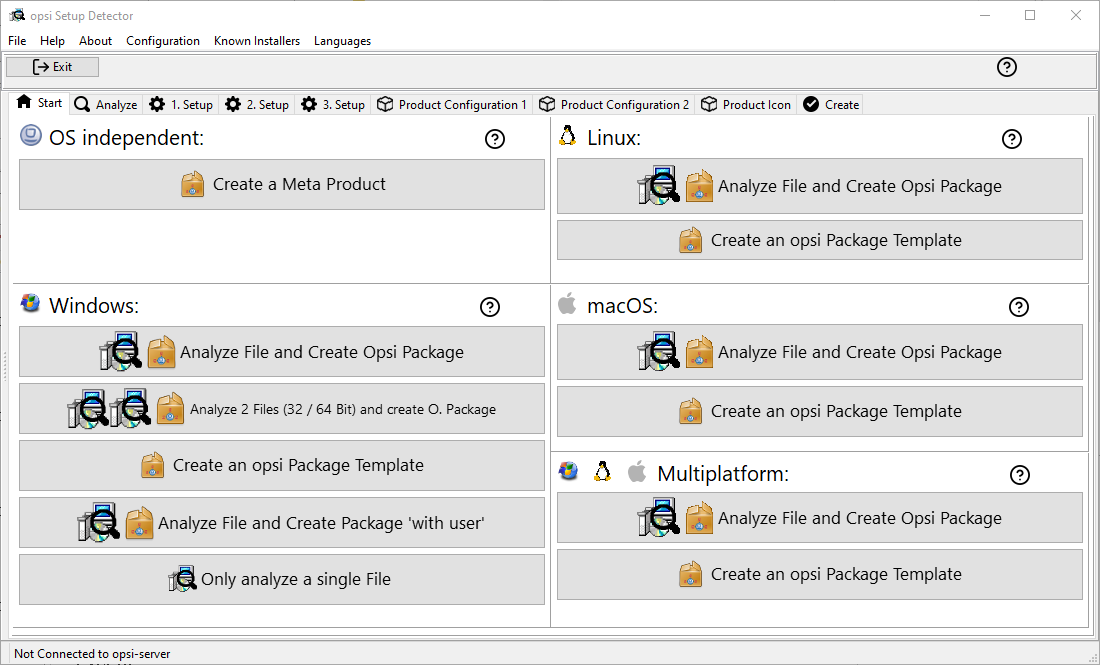 opsi Setup Detector
File Help About Configuration Known Installers Languages
Exit
Start Analyze 1. Setup 2. Setup 3. Setup Product Configuration 1 Product Configuration 2 Product Icon Create
OS independent:
Create a Meta Product
Linux:
Analyze File and Create Opsi Package
Create an opsi Package Template
Windows:
Analyze File and Create Opsi Package
Analyze 2 Files (32 / 64 Bit) and create O. Package
Create an opsi Package Template
Analyze File and Create Package 'with user'
Only analyze a single File
macOS:
Analyze File and Create Opsi Package
Create an opsi Package Template
Multiplatform:
Analyze File and Create Opsi Package
Create an opsi Package Template
Not Connected to opsi-server